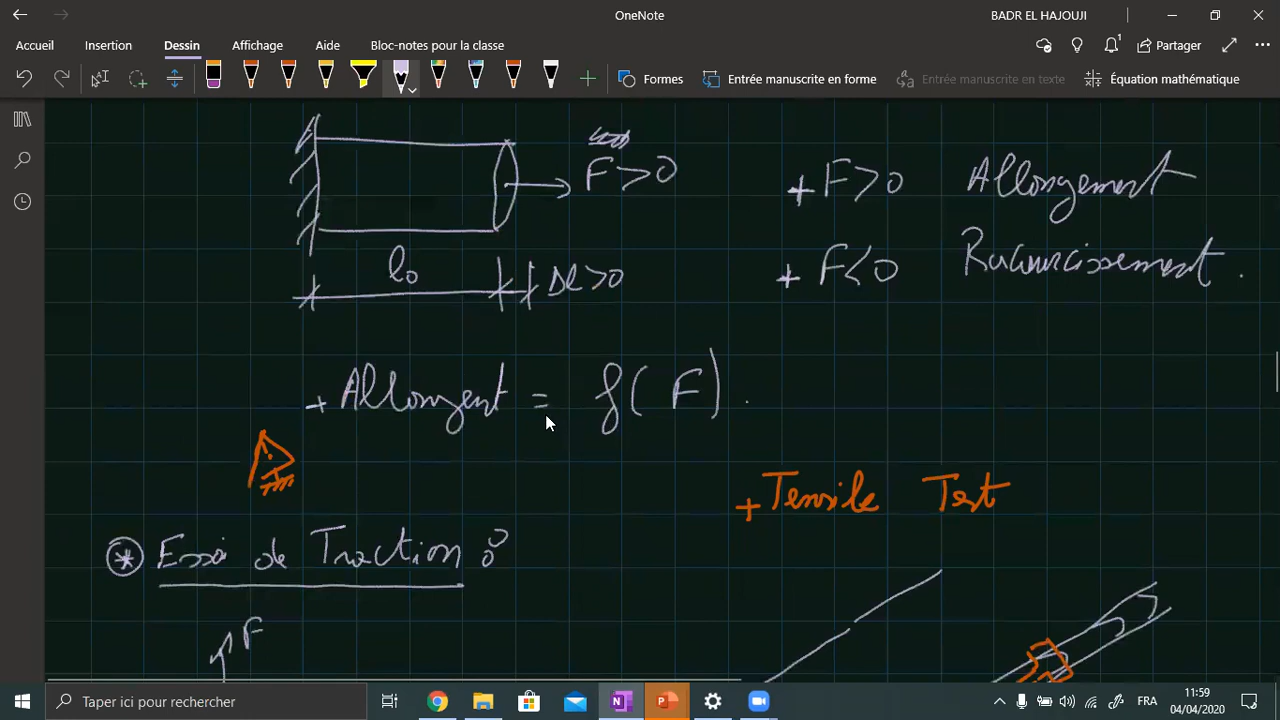 OneNote
BADR EL HAJOUJI
Accueil Insertion Dessin Affichage Aide Bloc-notes pour la classe
Partager
Formes Entrée manuscrite en forme Entrée manuscrite en texte Équation mathématique
F>0
+ F>0 Allongement
l₀ Δl>0
+ F<0 Raccourcissement.
+ Allongent = f(F).
+ Tensile Test
* Essai de Traction :
F
Taper ici pour rechercher
FRA
11:59
04/04/2020